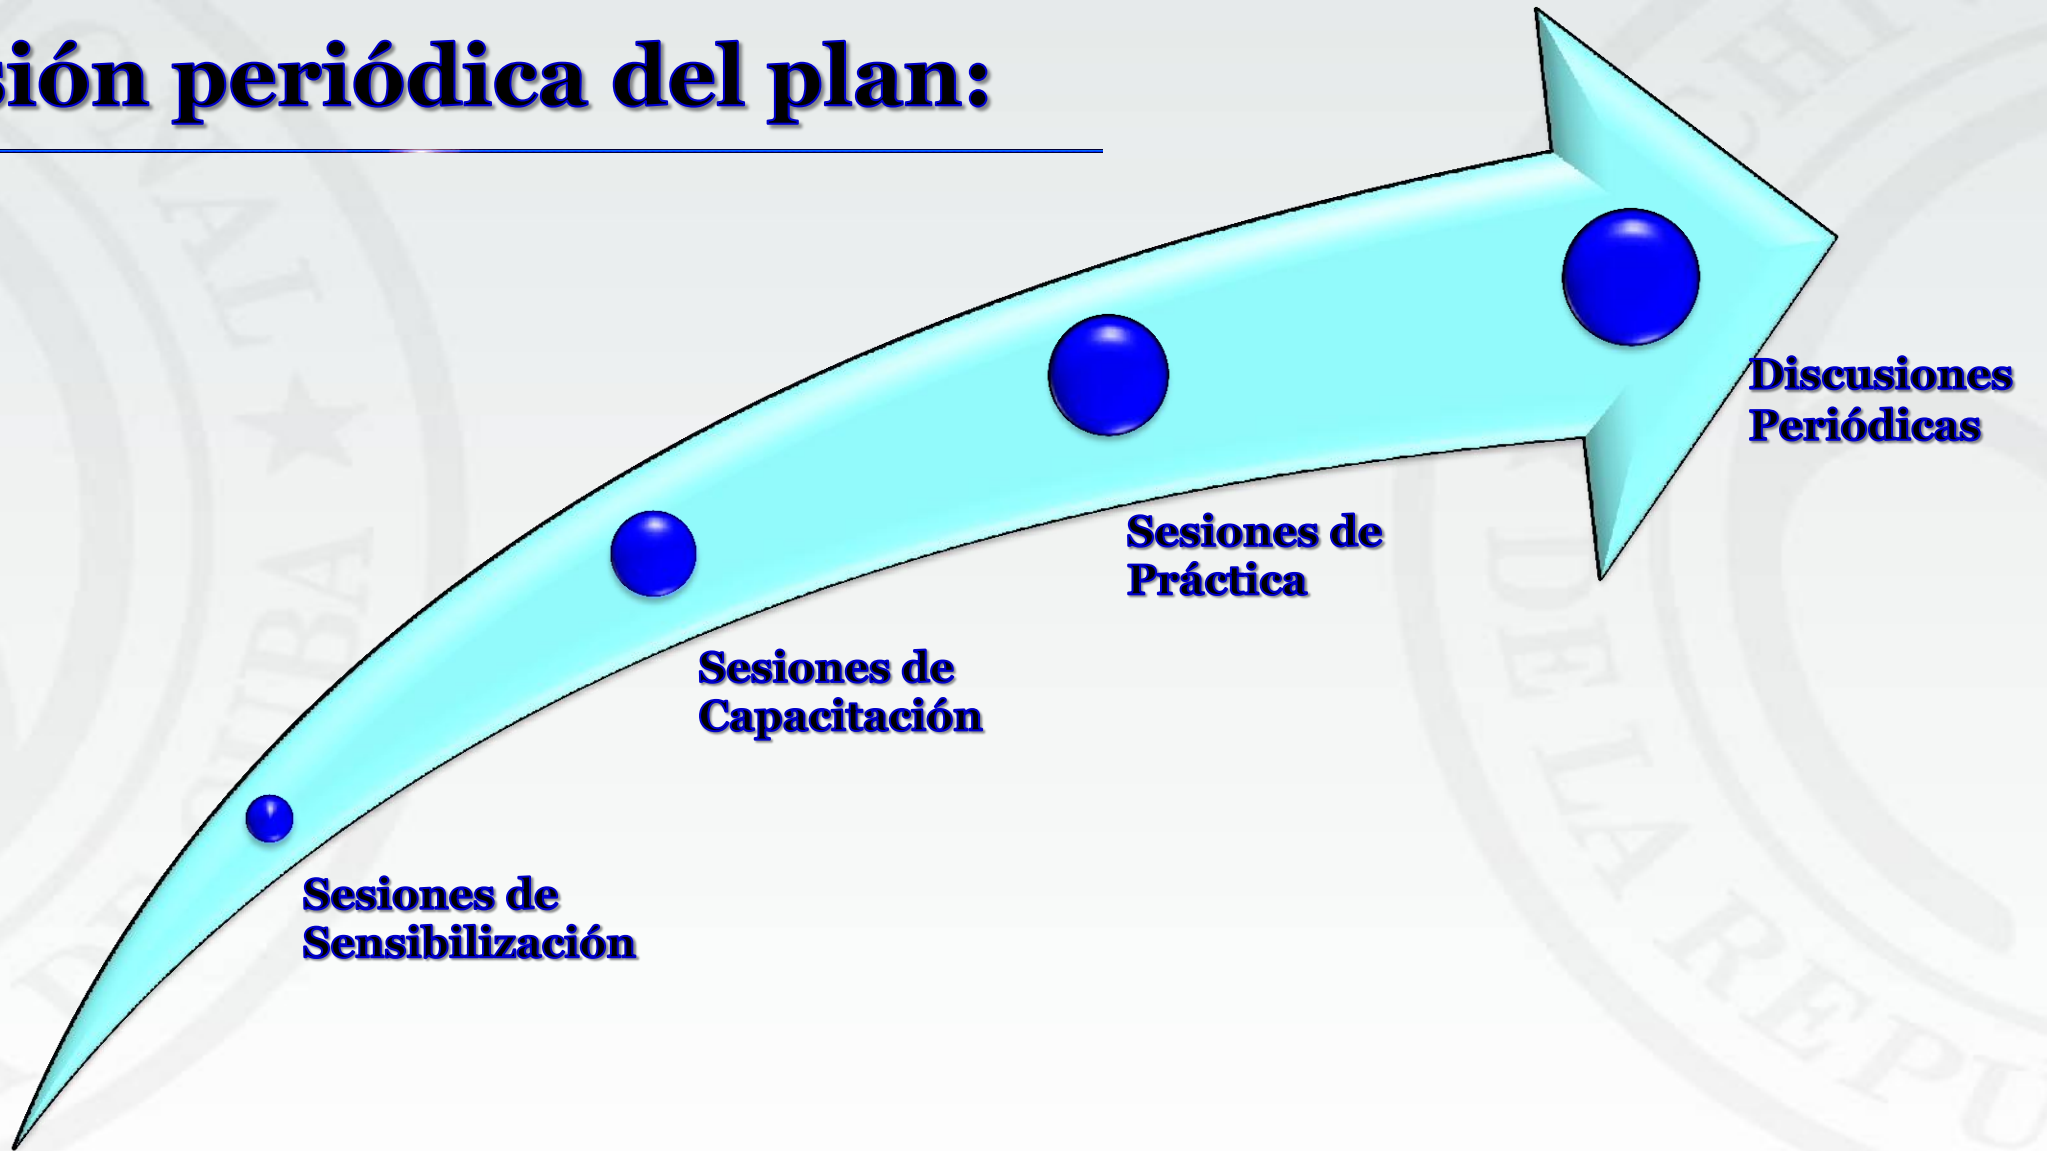 sión periódica del plan:
Discusiones
Periódicas
Sesiones de
Práctica
Sesiones de
Capacitación
Sesiones de
Sensibilización